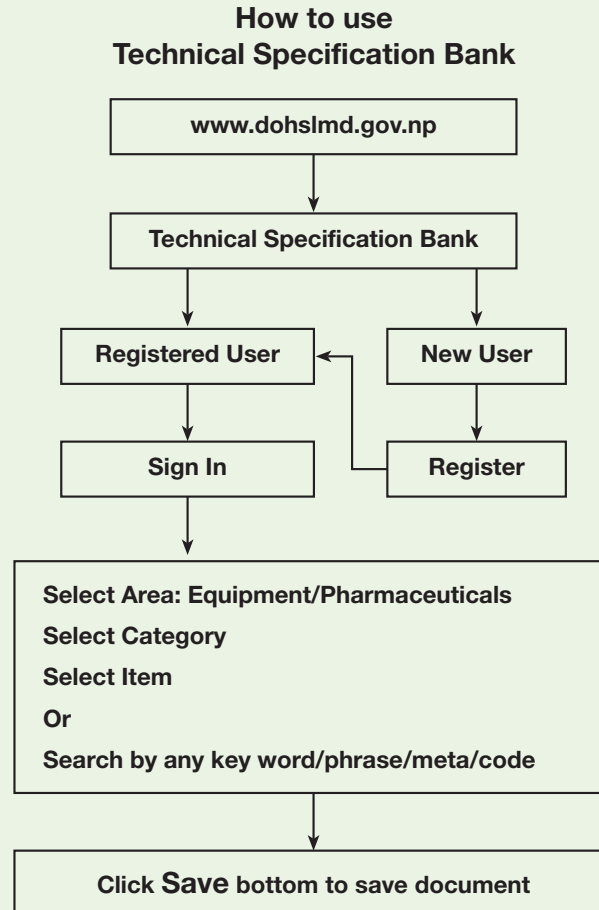 How to use
Technical Specification Bank
www.dohslmd.gov.np
Technical Specification Bank
Registered User
New User
Sign In
Register
Select Area: Equipment/Pharmaceuticals
Select Category
Select Item
Or
Search by any key word/phrase/meta/code
Click Save bottom to save document